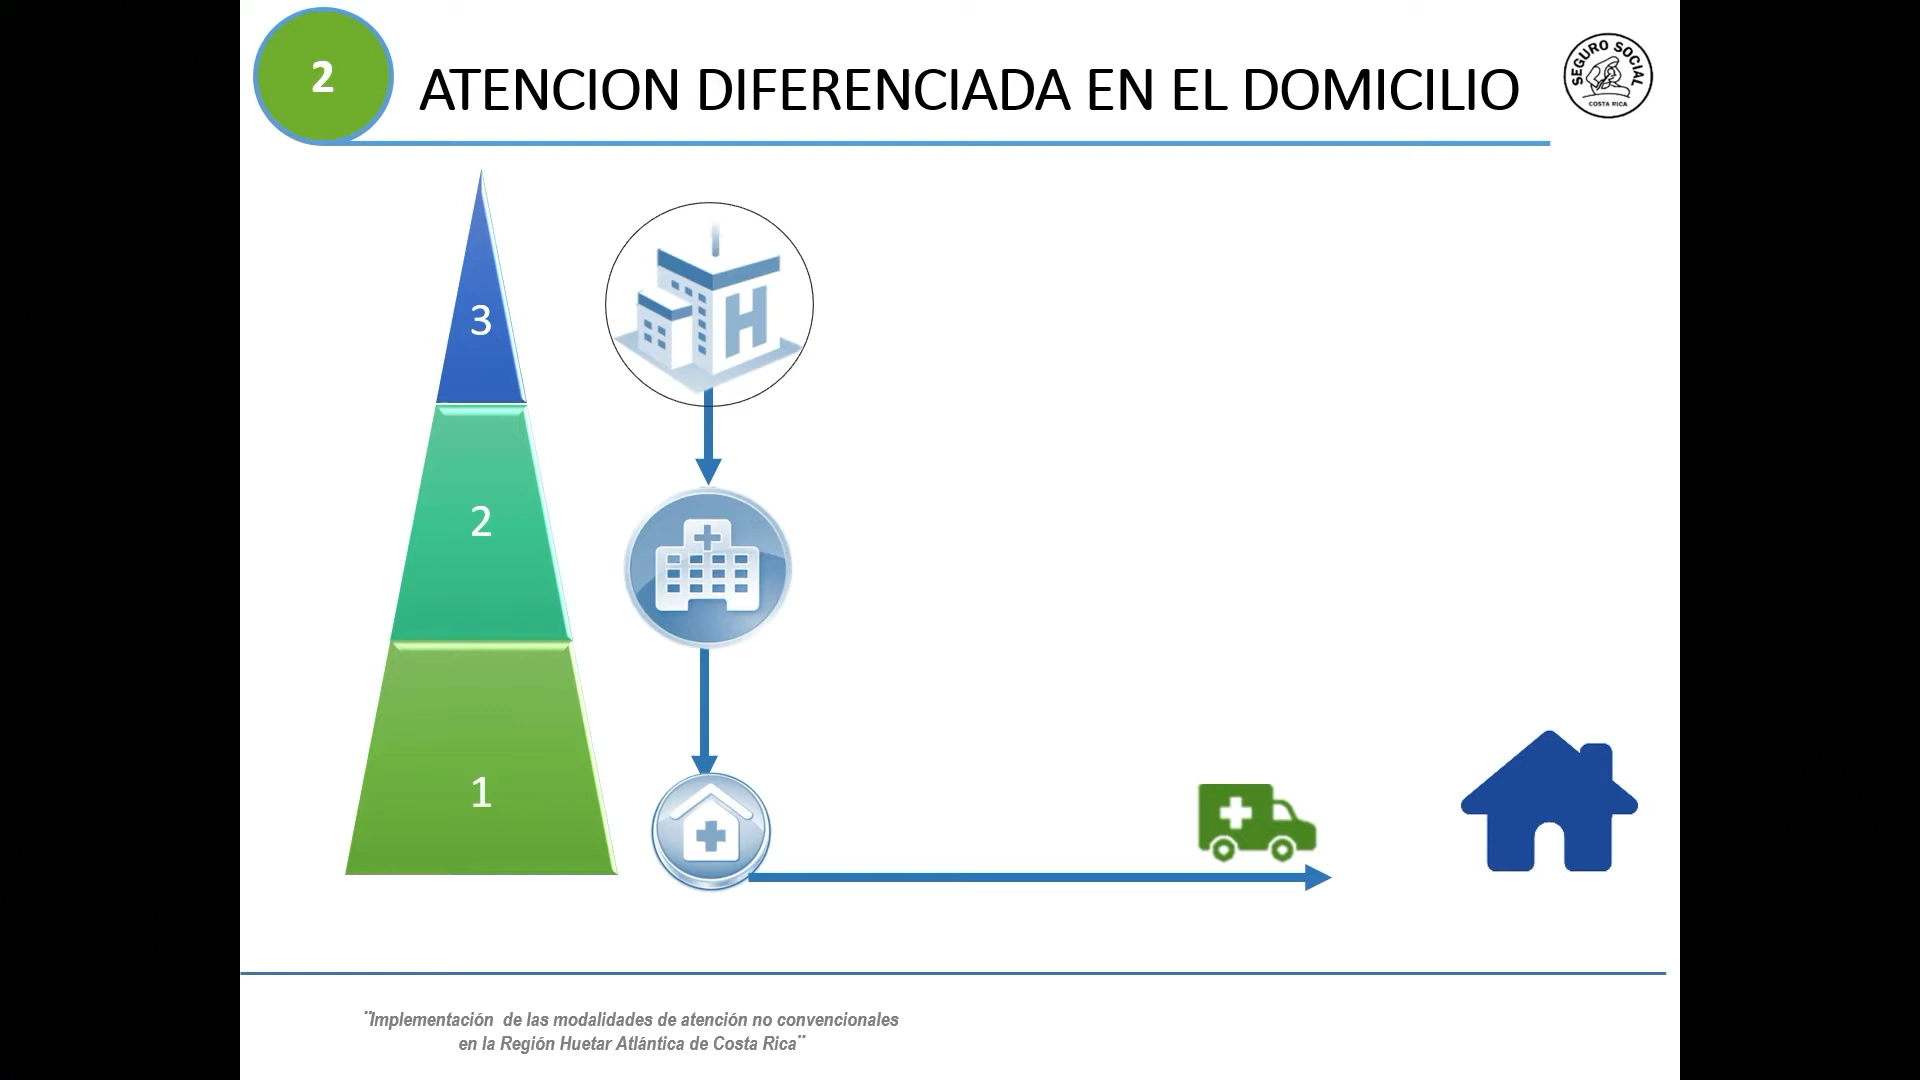 2
ATENCION DIFERENCIADA EN EL DOMICILIO
SEGURO SOCIAL
COSTA RICA
3
H
2
1
¨Implementación de las modalidades de atención no convencionales
en la Región Huetar Atlántica de Costa Rica¨